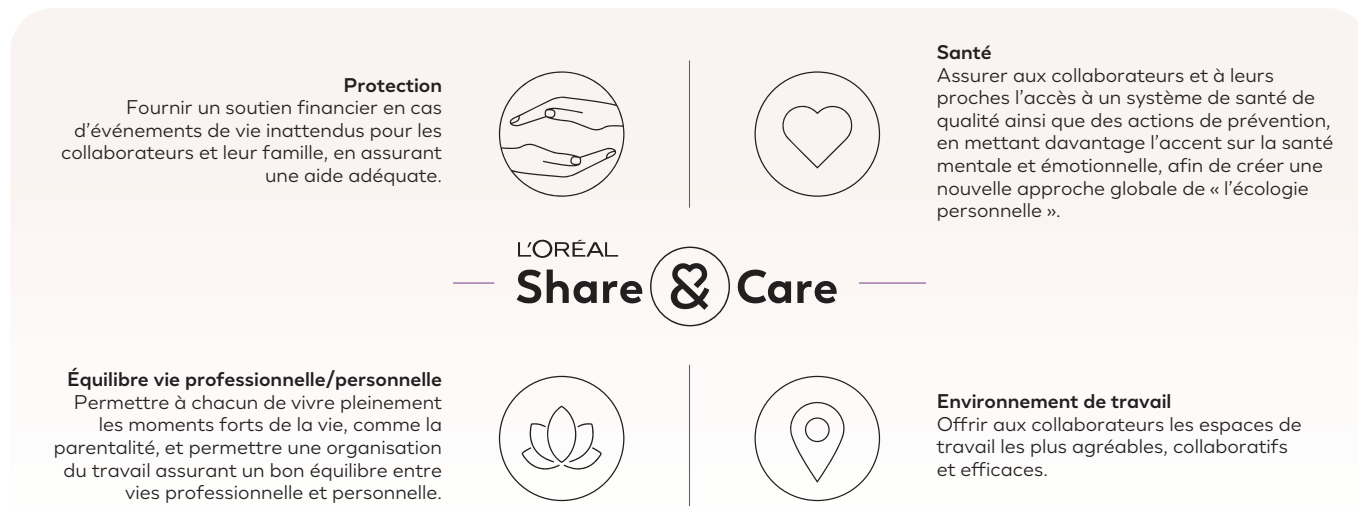 Protection
Fournir un soutien financier en cas
d’événements de vie inattendus pour les
collaborateurs et leur famille, en assurant
une aide adéquate.
Santé
Assurer aux collaborateurs et à leurs
proches l’accès à un système de santé de
qualité ainsi que des actions de prévention,
en mettant davantage l’accent sur la santé
mentale et émotionnelle, afin de créer une
nouvelle approche globale de « l’écologie
personnelle ».
L’ORÉAL
Share & Care
Équilibre vie professionnelle/personnelle
Permettre à chacun de vivre pleinement
les moments forts de la vie, comme la
parentalité, et permettre une organisation
du travail assurant un bon équilibre entre
vies professionnelle et personnelle.
Environnement de travail
Offrir aux collaborateurs les espaces de
travail les plus agréables, collaboratifs
et efficaces.